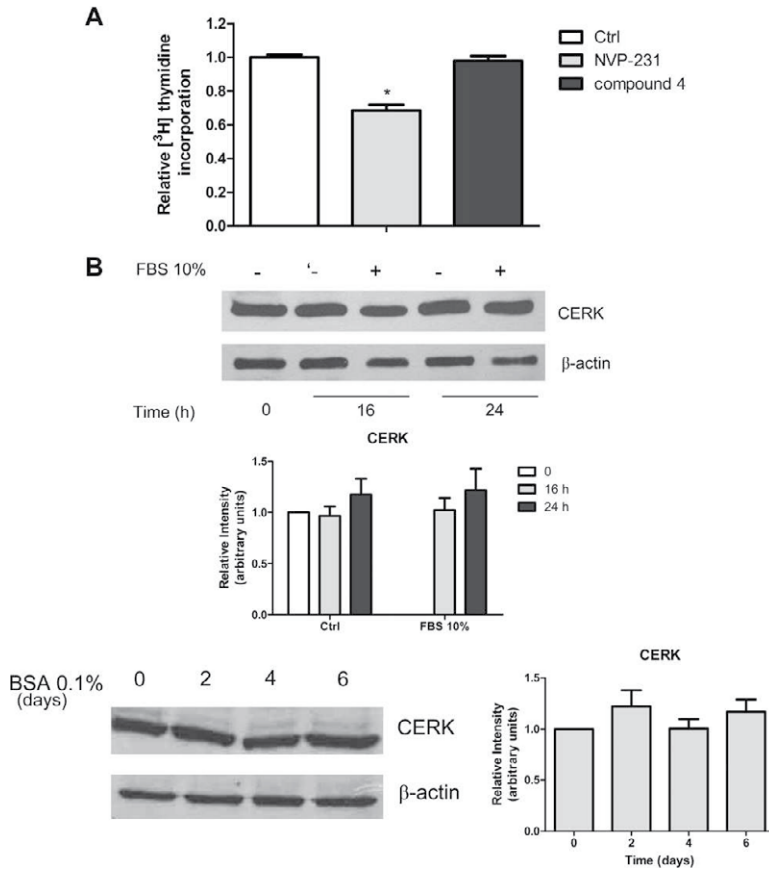 A
Relative [³H] thymidine
incorporation
1.2
1.0
0.8
0.6
0.4
0.2
0.0
*
Ctrl
NVP-231
compound 4
B
FBS 10% - ‘- + - +
CERK
β-actin
Time (h) 0 16 24
CERK
Relative Intensity
(arbitrary units)
1.5
1.0
0.5
0.0
Ctrl FBS 10%
0
16 h
24 h
BSA 0.1% 0 2 4 6
(days)
CERK
β-actin
CERK
Relative Intensity
(arbitrary units)
1.5
1.0
0.5
0.0
0 2 4 6
Time (days)